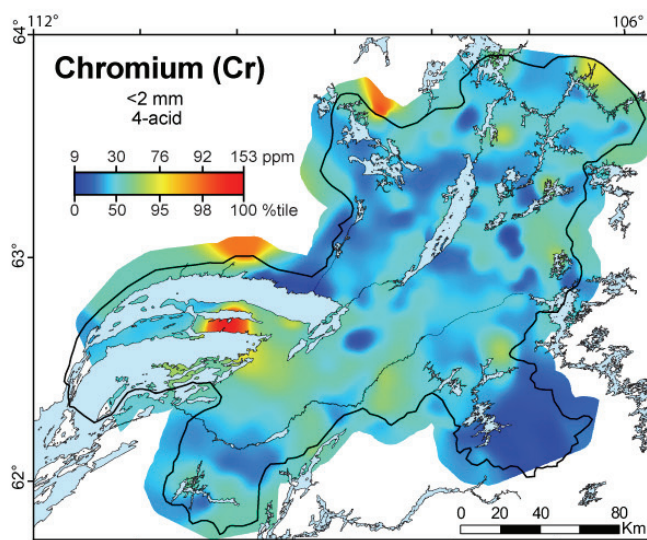 112°
106°
64°
Chromium (Cr)
<2 mm
4-acid
9 30 76 92 153 ppm
0 50 95 98 100 %tile
63°
62°
0 20 40 60 80
Km